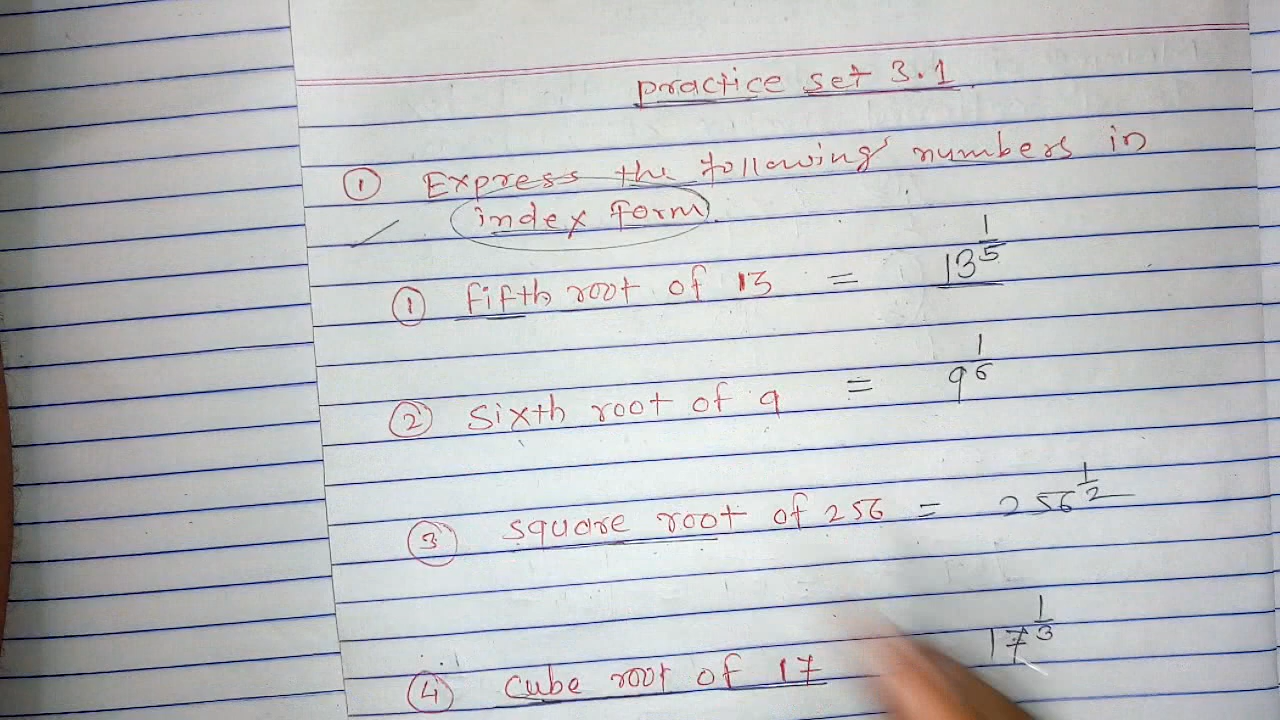 practice set 3.1
① Express the following numbers in
index form.
① fifth root of 13 = 13^1/5
② sixth root of 9 = 9^1/6
③ square root of 256 = 256^1/2
④ cube root of 17 17^1/3